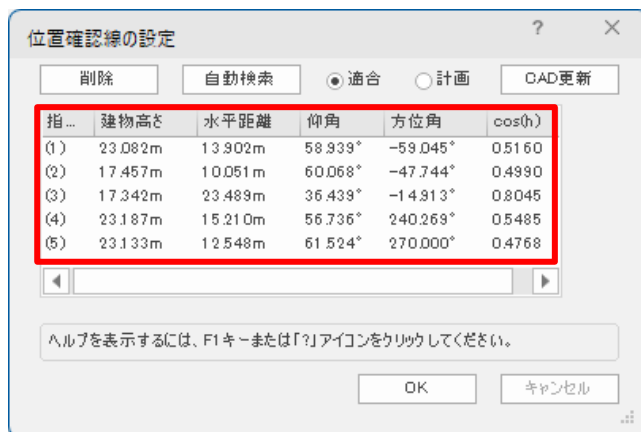 位置確認線の設定
削除 自動検索 適合 計画 CAD更新
指... 建物高さ 水平距離 仰角 方位角 cos(h)
(1) 23.082m 13.902m 58.939° -59.045° 0.5160
(2) 17.457m 10.051m 60.068° -47.744° 0.4990
(3) 17.342m 23.489m 36.439° -14.913° 0.8045
(4) 23.187m 15.210m 56.736° 240.269° 0.5485
(5) 23.133m 12.548m 61.524° 270.000° 0.4768
ヘルプを表示するには、F1キーまたは「?」アイコンをクリックしてください。
OK キャンセル